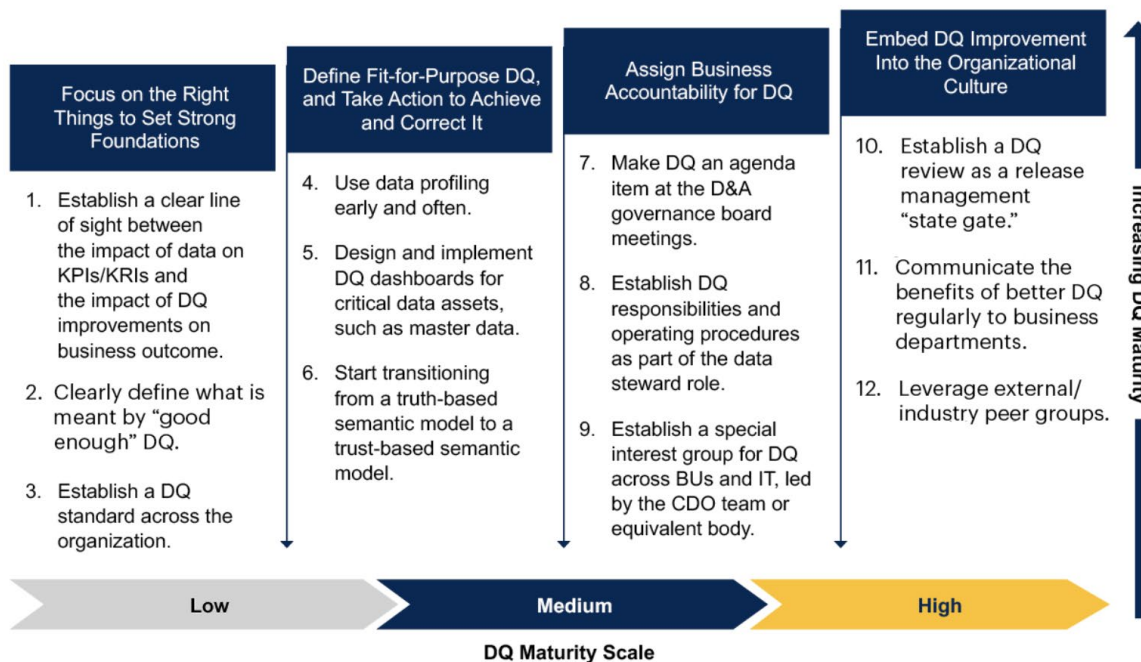 Focus on the Right
Things to Set Strong
Foundations
1. Establish a clear line
of sight between
the impact of data on
KPIs/KRIs and
the impact of DQ
improvements on
business outcome.
2. Clearly define what is
meant by “good
enough” DQ.
3. Establish a DQ
standard across the
organization.
Define Fit-for-Purpose DQ,
and Take Action to Achieve
and Correct It
4. Use data profiling
early and often.
5. Design and implement
DQ dashboards for
critical data assets,
such as master data.
6. Start transitioning
from a truth-based
semantic model to a
trust-based semantic
model.
Assign Business
Accountability for DQ
7. Make DQ an agenda
item at the D&A
governance board
meetings.
8. Establish DQ
responsibilities and
operating procedures
as part of the data
steward role.
9. Establish a special
interest group for DQ
across BUs and IT, led
by the CDO team or
equivalent body.
Embed DQ Improvement
Into the Organizational
Culture
10. Establish a DQ
review as a release
management
“state gate.”
11. Communicate the
benefits of better DQ
regularly to business
departments.
12. Leverage external/
industry peer groups.
Increasing DQ Maturity
Low
Medium
High
DQ Maturity Scale